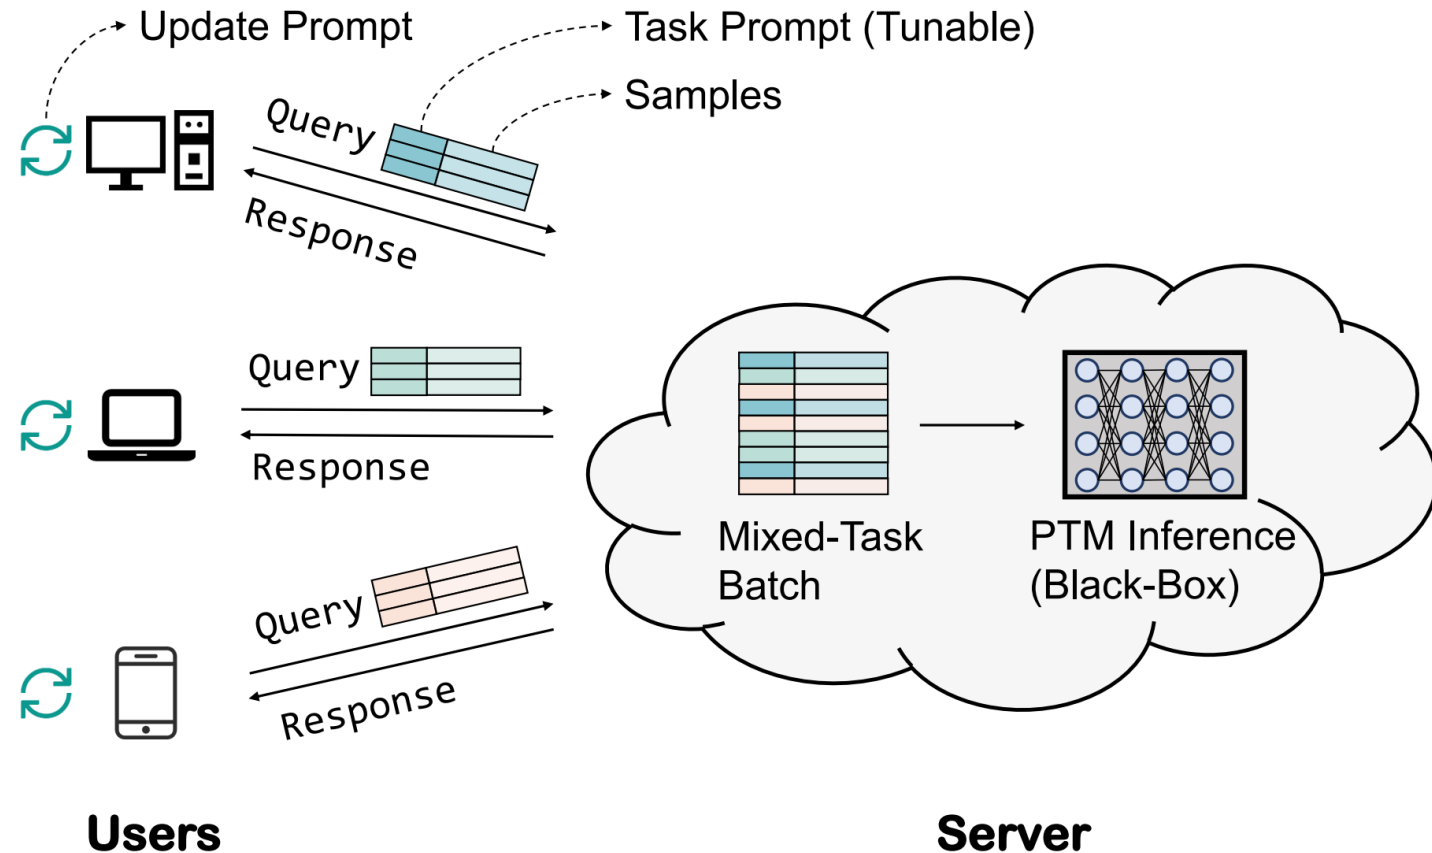 Update Prompt
Task Prompt (Tunable)
Samples
Query
Response
Query
Response
Query
Response
Mixed-Task
Batch
PTM Inference
(Black-Box)
Users
Server